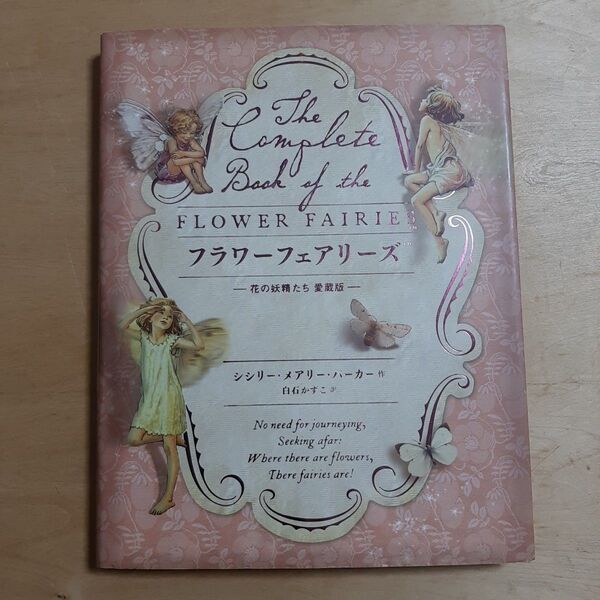 The
Complete
Book of the
FLOWER FAIRIES™
フラワーフェアリーズ™
—花の妖精たち 愛蔵版—
シシリー・メアリー・バーカー 作
白石かずこ 訳
No need for journeying,
Seeking afar:
Where there are flowers,
There fairies are!